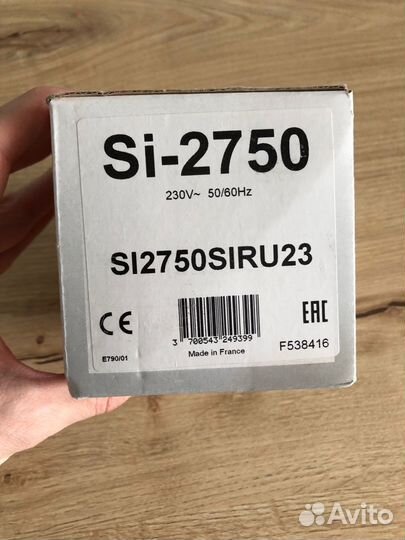 Si-2750
230V~ 50/60Hz
SI2750SIRU23
CE
EAC
E790/01
3 700543 249399
Made in France
F538416
Avito